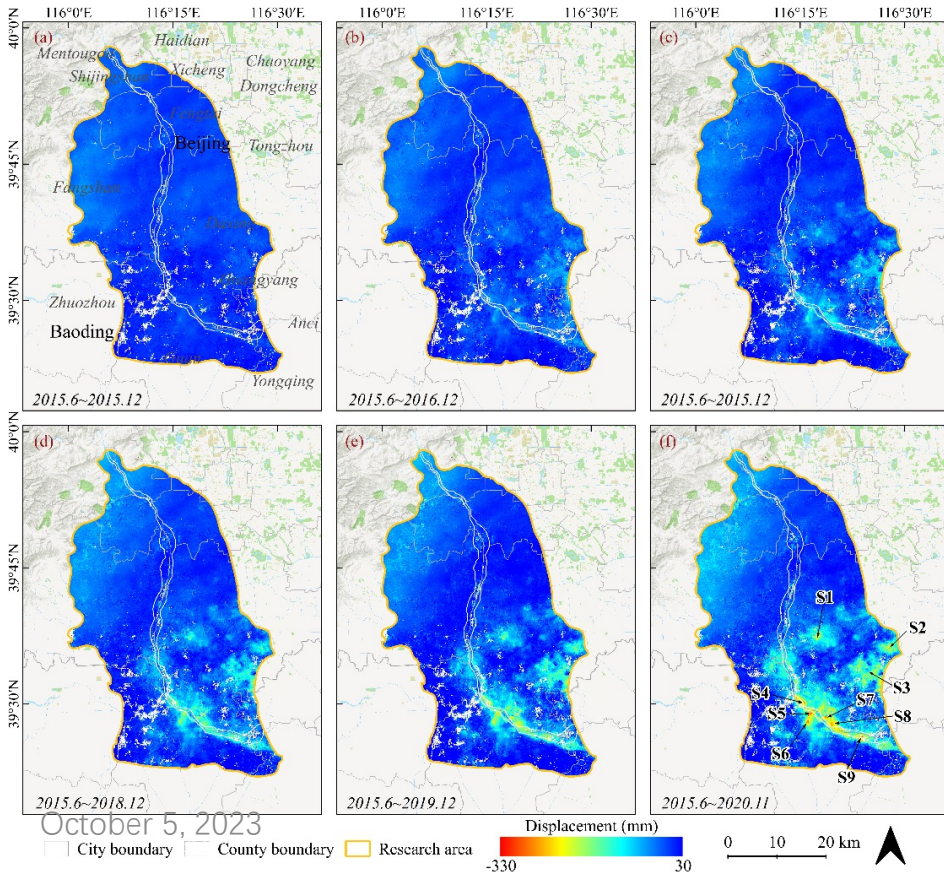 116°0'E 116°15'E 116°30'E 116°0'E 116°15'E 116°30'E 116°0'E 116°15'E 116°30'E
40°0'N
39°45'N
39°30'N
(a)
Haidian
Mentougou
Xicheng
Chaoyang
Shijingshan
Dongcheng
Fengtai
Beijing
Tongzhou
Fangshan
Daxing
Guangyang
Zhuozhou
Anci
Baoding
Yongqing
2015.6~2015.12
(b)
2015.6~2016.12
(c)
2015.6~2015.12
40°0'N
39°45'N
39°30'N
(d)
2015.6~2018.12
(e)
2015.6~2019.12
(f)
S1
S2
S3
S4
S7
S5
S8
S6
S9
2015.6~2020.11
October 5, 2023
City boundary County boundary Research area
Displacement (mm)
-330 30
0 10 20 km